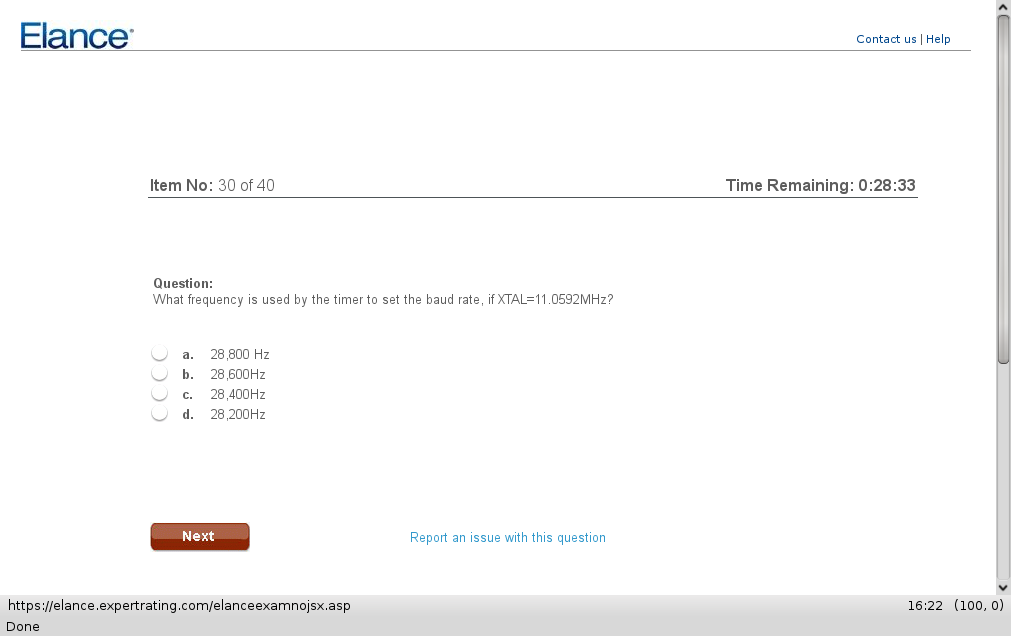 Elance
Contact us | Help
Item No: 30 of 40
Time Remaining: 0:28:33
Question:
What frequency is used by the timer to set the baud rate, if XTAL=11.0592MHz?
a. 28,800 Hz
b. 28,600Hz
c. 28,400Hz
d. 28,200Hz
Next
Report an issue with this question
https://elance.expertrating.com/elanceexamnojsx.asp
16:22 (100, 0)
Done